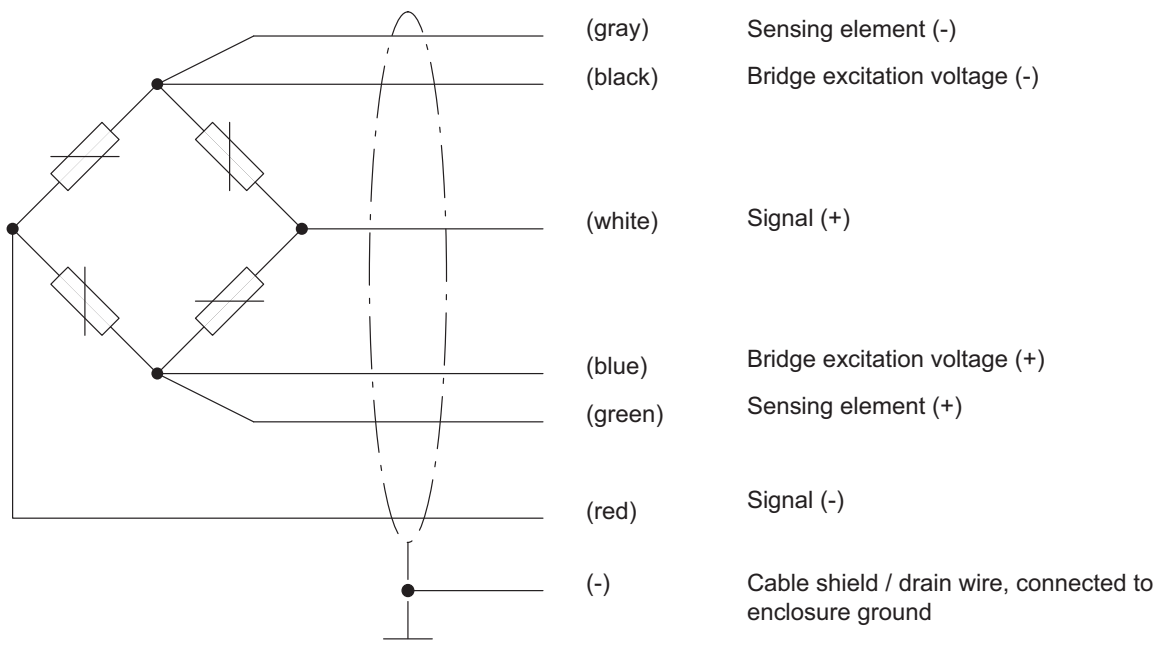 (gray) Sensing element (-)
(black) Bridge excitation voltage (-)
(white) Signal (+)
(blue) Bridge excitation voltage (+)
(green) Sensing element (+)
(red) Signal (-)
(-) Cable shield / drain wire, connected to
enclosure ground